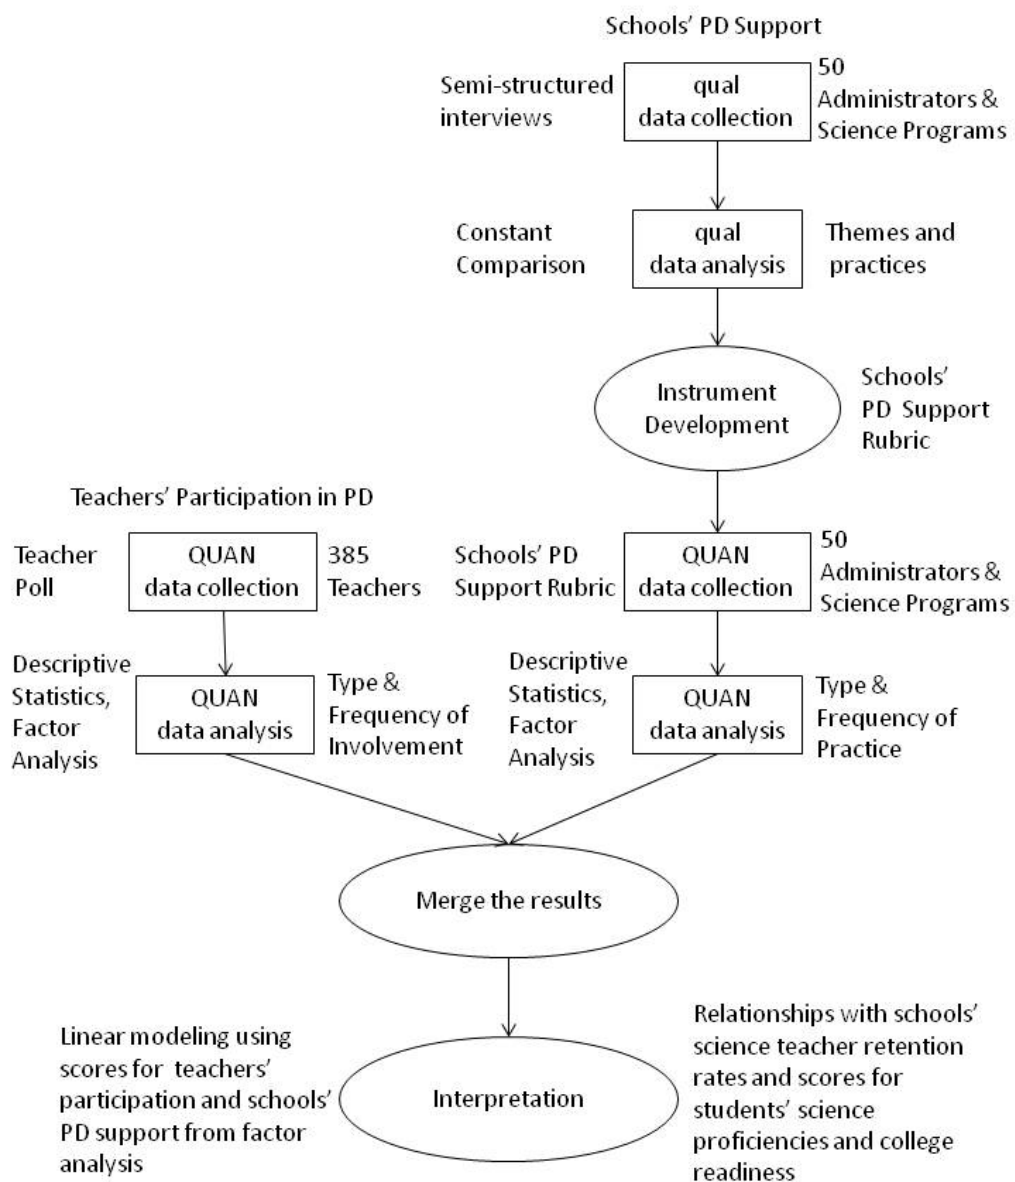 Schools' PD Support
Semi-structured
interviews
qual
data collection
50
Administrators &
Science Programs
Constant
Comparison
qual
data analysis
Themes and
practices
Instrument
Development
Schools'
PD Support
Rubric
Teachers' Participation in PD
Teacher
Poll
QUAN
data collection
385
Teachers
Schools' PD
Support Rubric
QUAN
data collection
50
Administrators &
Science Programs
Descriptive
Statistics,
Factor
Analysis
QUAN
data analysis
Type &
Frequency of
Involvement
Descriptive
Statistics,
Factor
Analysis
QUAN
data analysis
Type &
Frequency of
Practice
Merge the results
Linear modeling using
scores for teachers'
participation and schools'
PD support from factor
analysis
Interpretation
Relationships with schools'
science teacher retention
rates and scores for
students' science
proficiencies and college
readiness